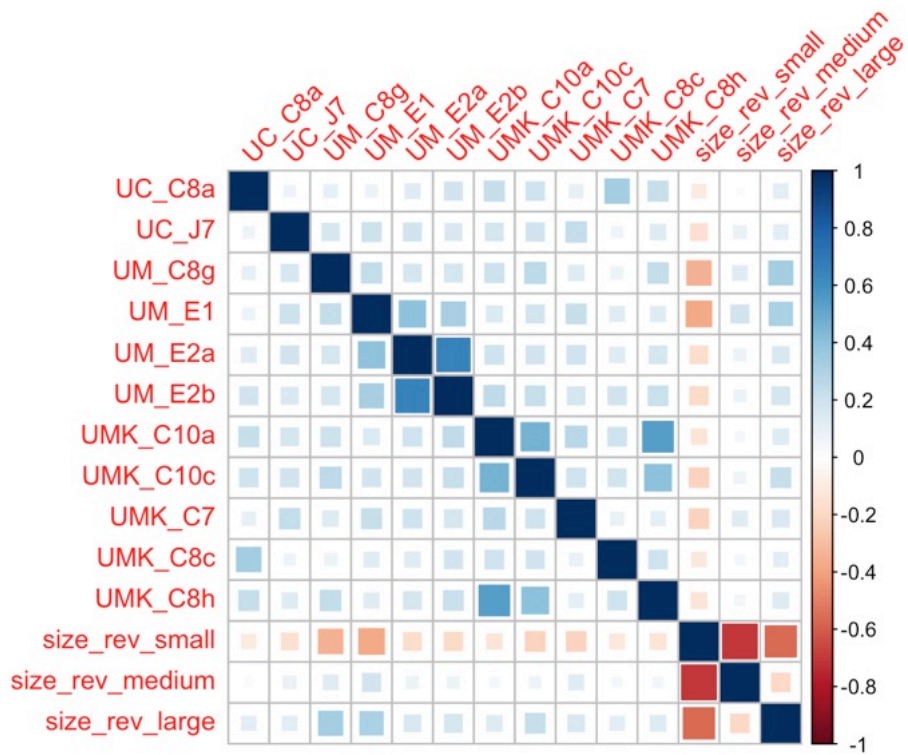 UC_C8a
UC_J7
UM_C8g
UM_E1
UM_E2a
UM_E2b
UMK_C10a
UMK_C10c
UMK_C7
UMK_C8c
UMK_C8h
size_rev_small
size_rev_medium
size_rev_large
UC_C8a
UC_J7
UM_C8g
UM_E1
UM_E2a
UM_E2b
UMK_C10a
UMK_C10c
UMK_C7
UMK_C8c
UMK_C8h
size_rev_small
size_rev_medium
size_rev_large
1
0.8
0.6
0.4
0.2
0
-0.2
-0.4
-0.6
-0.8
-1